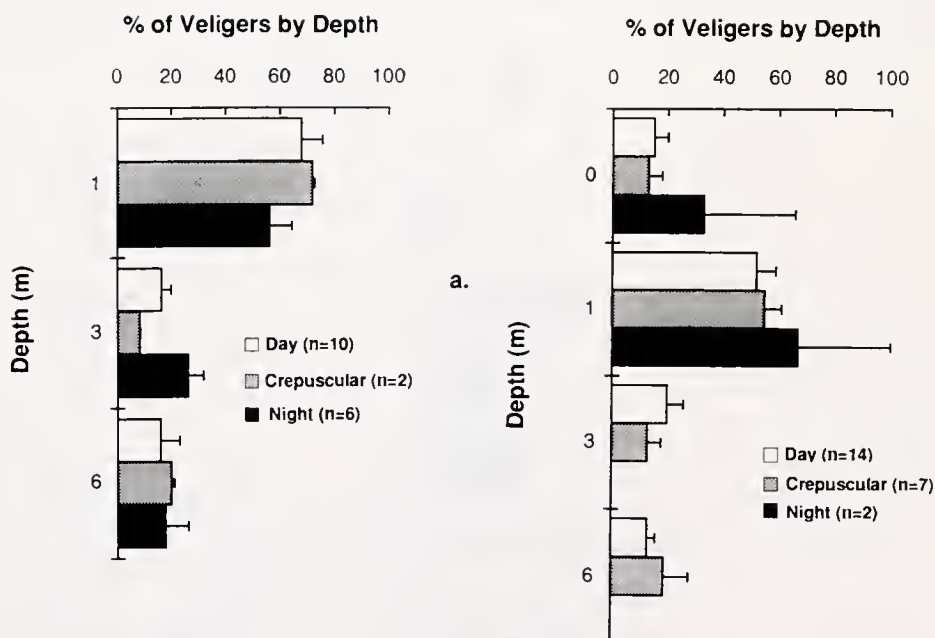 % of Veligers by Depth
0 20 40 60 80 100
Depth (m)
1
3
6
Day (n=10)
Crepuscular (n=2)
Night (n=6)
a.
% of Veligers by Depth
0 20 40 60 80 100
Depth (m)
0
1
3
6
Day (n=14)
Crepuscular (n=7)
Night (n=2)